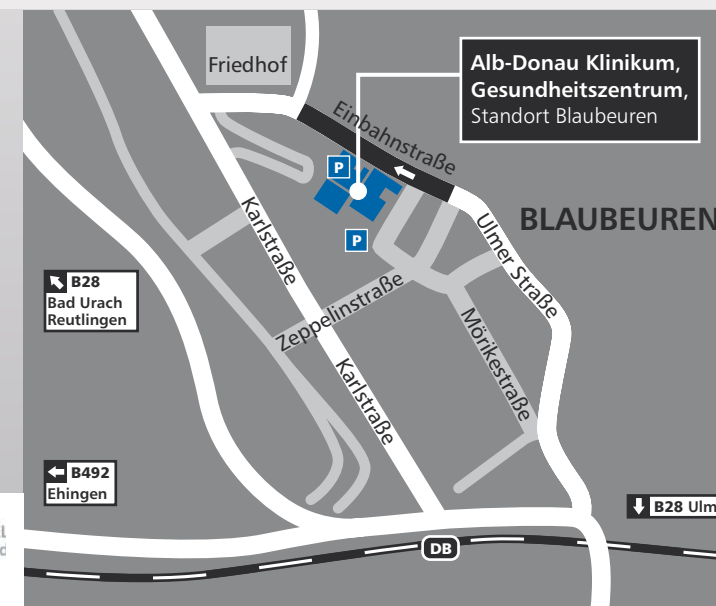 Friedhof
Alb-Donau Klinikum,
Gesundheitszentrum,
Standort Blaubeuren
Einbahnstraße
P
P
BLAUBEUREN
Ulmer Straße
Karlstraße
B28
Bad Urach
Reutlingen
Zeppelinstraße
Mörikestraße
Karlstraße
B492
Ehingen
B28 Ulm
DB